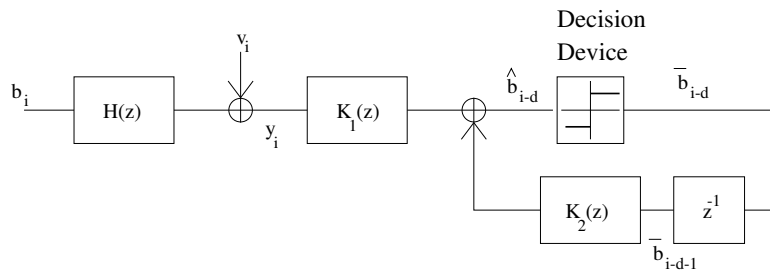 Decision
Device
v_i
b_i
H(z)
y_i
K_1(z)
b̂_{i-d}
b̄_{i-d}
K_2(z)
z^{-1}
b̄_{i-d-1}